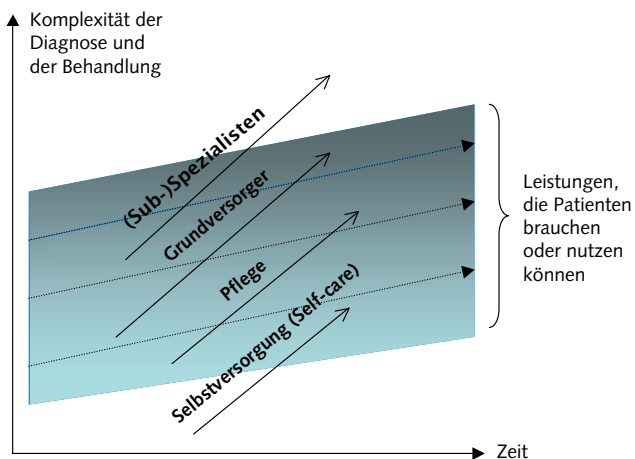 Komplexität der
Diagnose und
der Behandlung
(Sub-)Spezialisten
Grundversorger
Pflege
Selbstversorgung (Self-care)
Leistungen,
die Patienten
brauchen
oder nutzen
können
Zeit